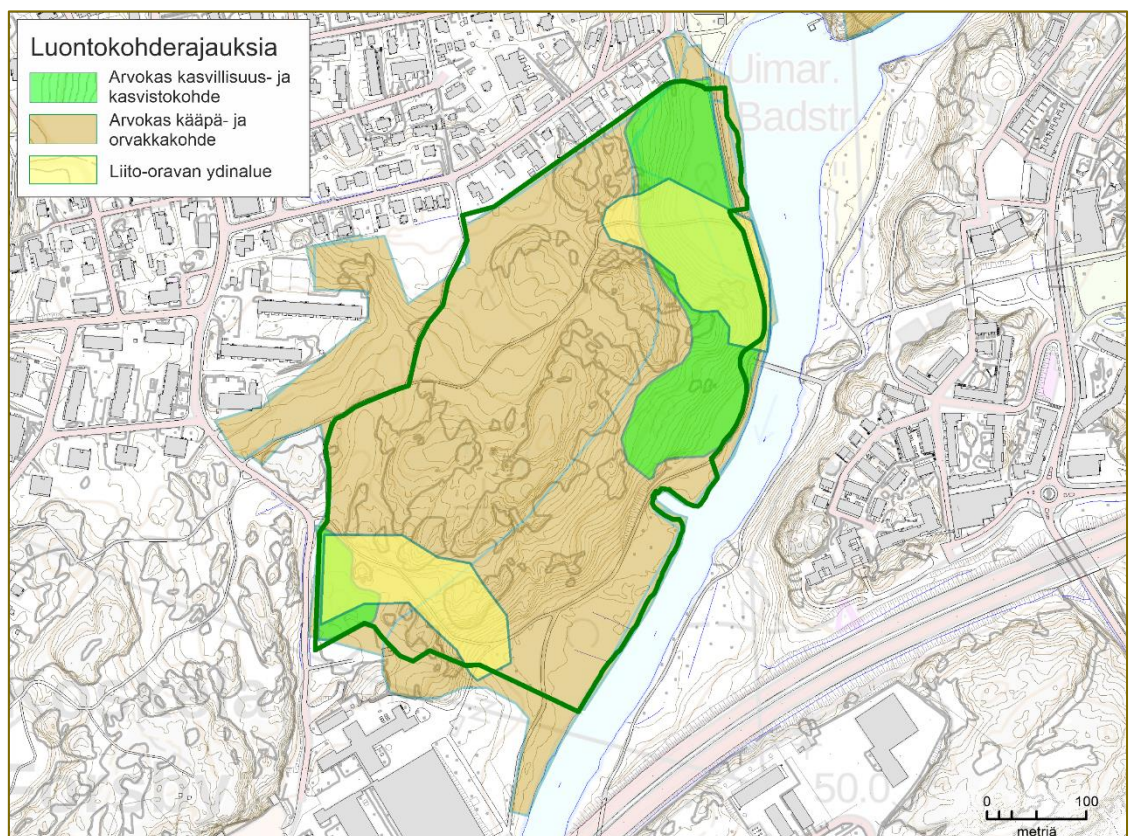 Luontokohderajauksia
Arvokas kasvillisuus- ja
kasvistokohde
Arvokas kääpä- ja
orvakkakohde
Liito-oravan ydinalue
Uimar.
Badstr
50.0
0
100
metriä